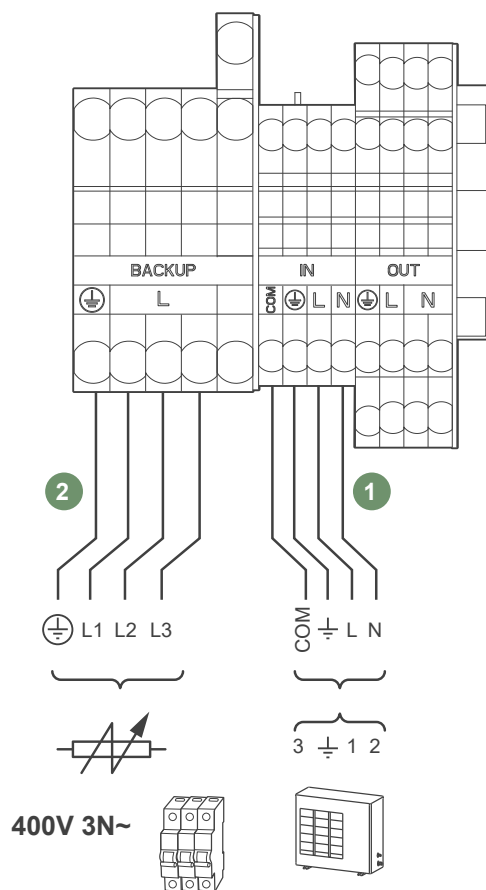 BACKUP IN OUT
L COM L N L N
2 1
L1 L2 L3 COM L N
3 1 2
400V 3N~